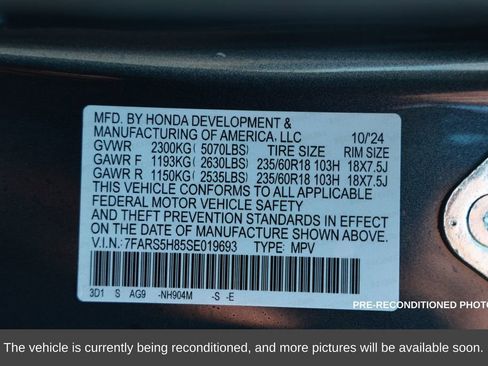 MFD. BY HONDA DEVELOPMENT &
MANUFACTURING OF AMERICA, LLC 10/'24
GVWR 2300KG( 5070LBS) TIRE SIZE RIM SIZE
GAWR F 1193KG( 2630LBS) 235/60R18 103H 18X7.5J
GAWR R 1150KG( 2535LBS) 235/60R18 103H 18X7.5J
THIS VEHICLE CONFORMS TO ALL APPLICABLE
FEDERAL MOTOR VEHICLE SAFETY
AND THEFT PREVENTION STANDARDS IN EFFECT
ON THE DATE OF MANUFACTURE SHOWN ABOVE.
V.I.N.: 7FARS5H85SE019693 TYPE: MPV
3D1 S AG9 -NH904M -S -E
PRE-RECONDITIONED PHOTO
The vehicle is currently being reconditioned, and more pictures will be available soon.